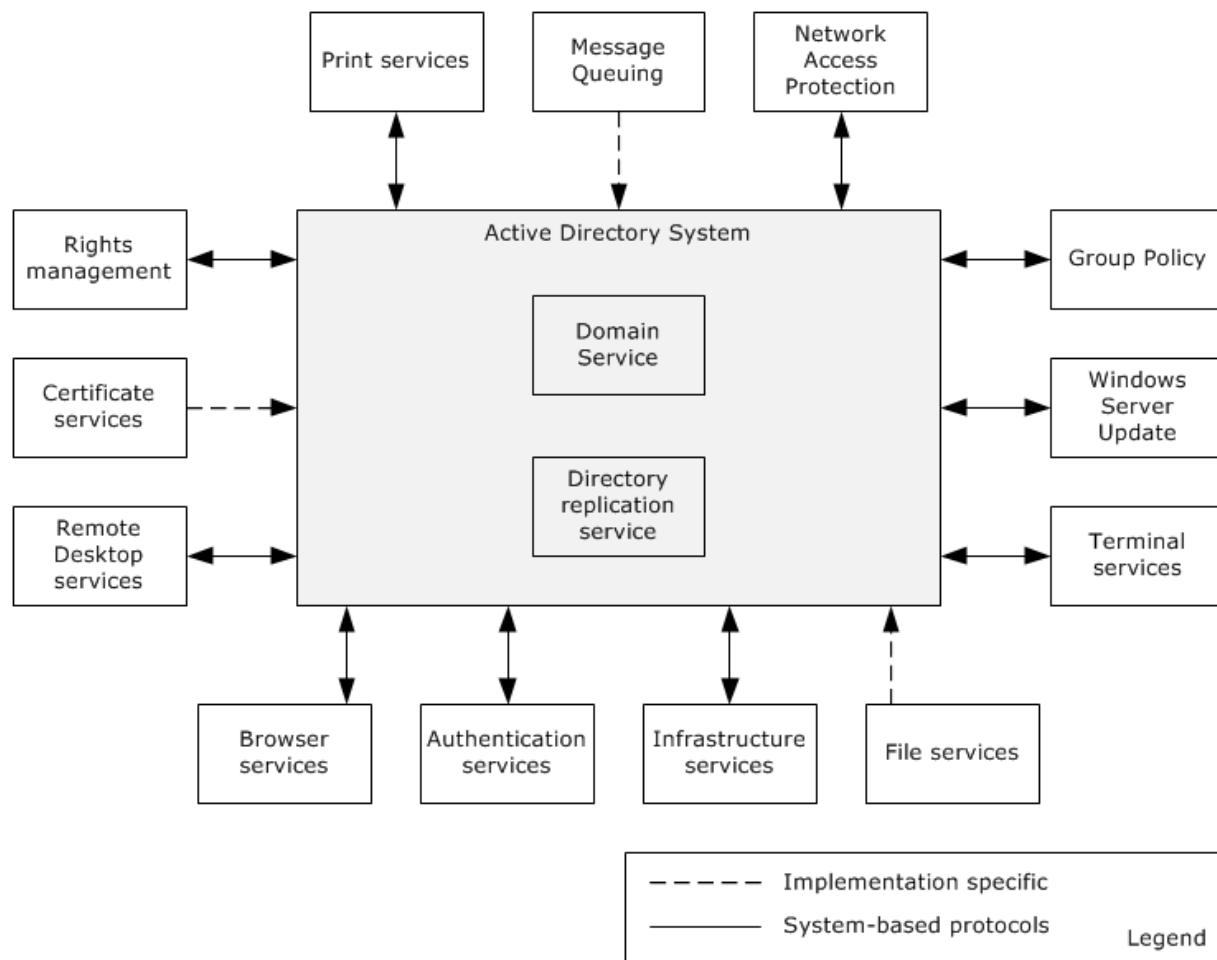 Print services
Message
Queuing
Network
Access
Protection
Rights
management
Active Directory System
Group Policy
Domain
Service
Certificate
services
Windows
Server
Update
Directory
replication
service
Remote
Desktop
services
Terminal
services
Browser
services
Authentication
services
Infrastructure
services
File services
Implementation specific
System-based protocols
Legend